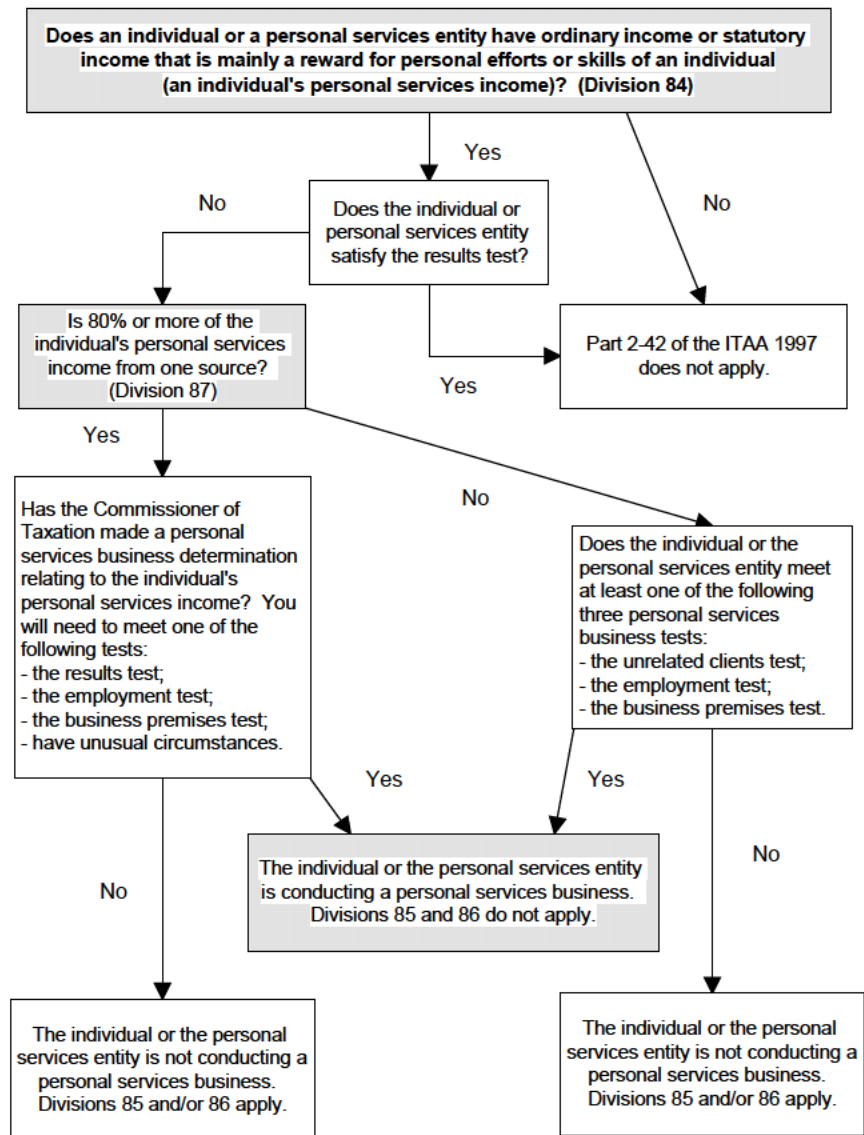 Does an individual or a personal services entity have ordinary income or statutory
income that is mainly a reward for personal efforts or skills of an individual
(an individual's personal services income)? (Division 84)
Yes
No
No
Does the individual or
personal services entity
satisfy the results test?
Is 80% or more of the
individual's personal services
income from one source?
(Division 87)
Part 2-42 of the ITAA 1997
does not apply.
Yes
Yes
No
Has the Commissioner of
Taxation made a personal
services business determination
relating to the individual's
personal services income? You
will need to meet one of the
following tests:
- the results test;
- the employment test;
- the business premises test;
- have unusual circumstances.
Does the individual or the
personal services entity meet
at least one of the following
three personal services
business tests:
- the unrelated clients test;
- the employment test;
- the business premises test.
Yes
Yes
No
No
The individual or the personal services entity
is conducting a personal services business.
Divisions 85 and 86 do not apply.
The individual or the personal
services entity is not conducting a
personal services business.
Divisions 85 and/or 86 apply.
The individual or the personal
services entity is not conducting a
personal services business.
Divisions 85 and/or 86 apply.